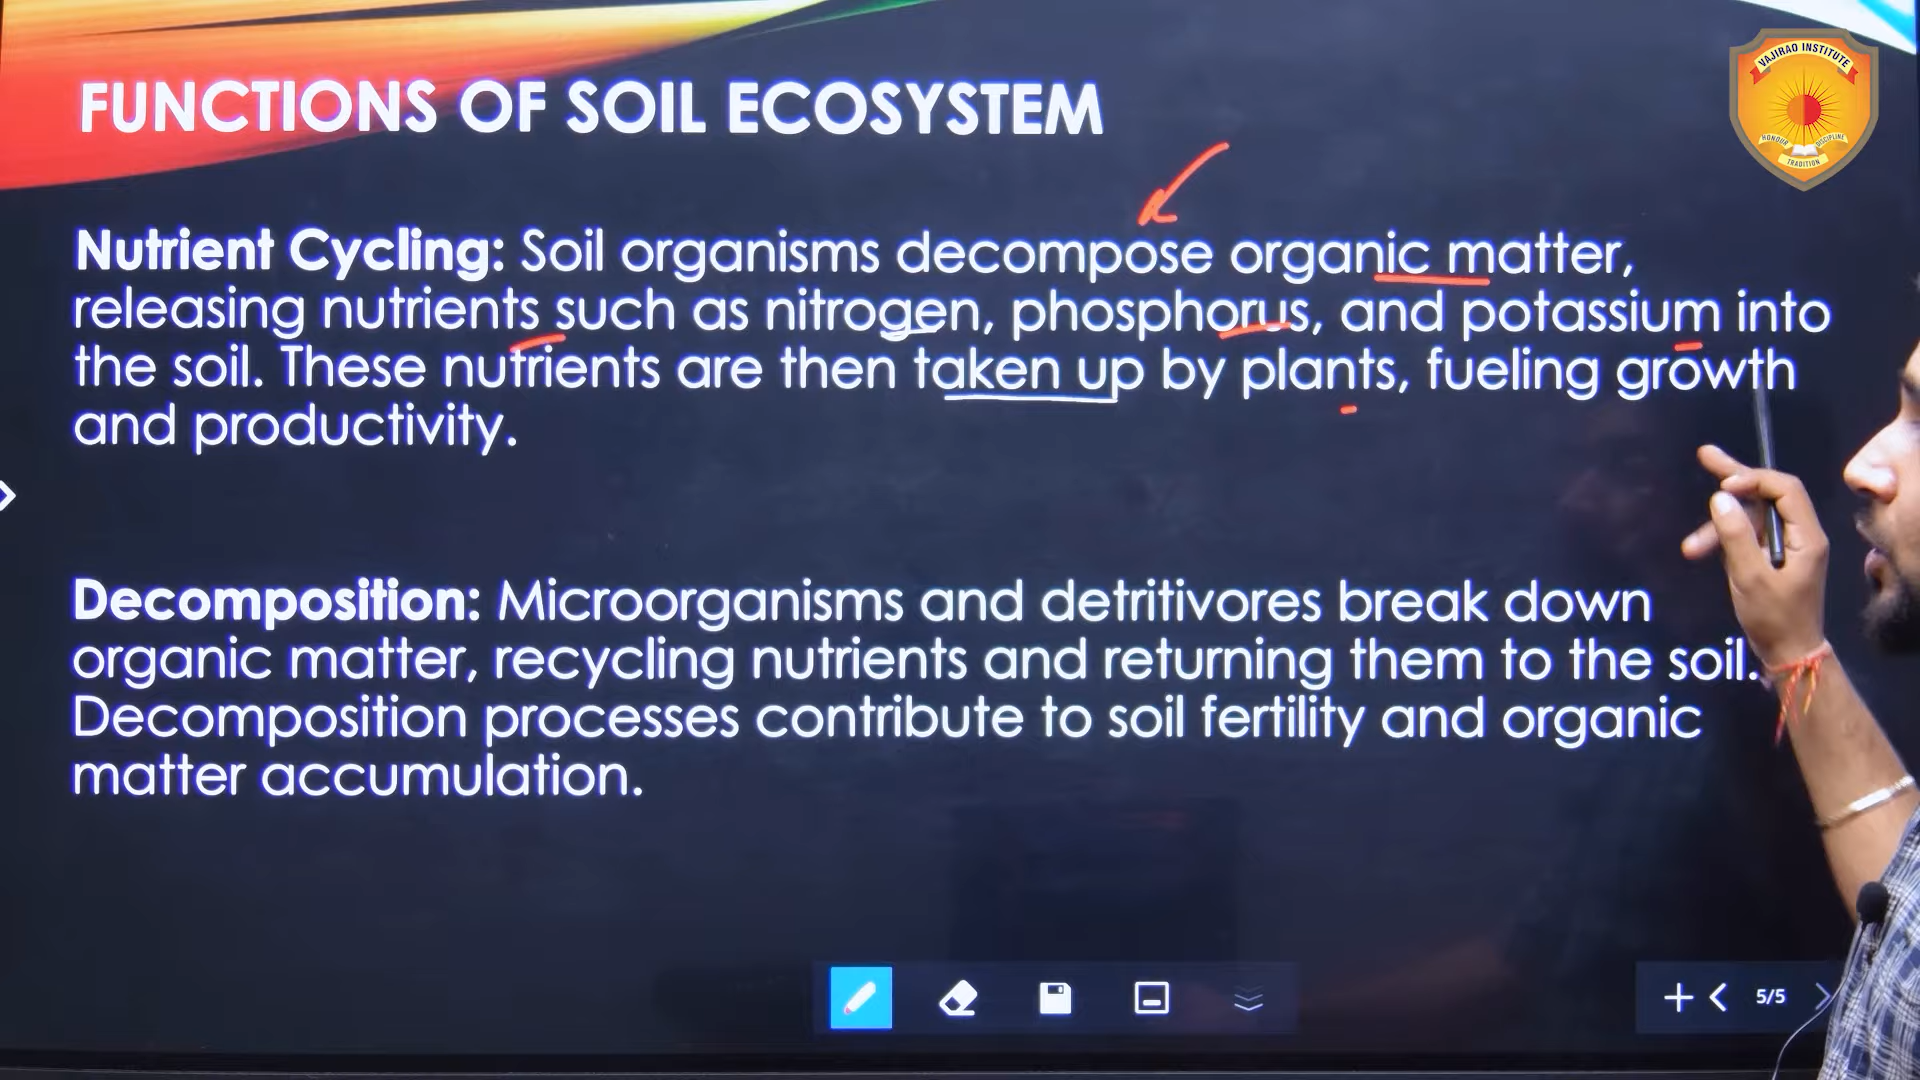 FUNCTIONS OF SOIL ECOSYSTEM
VAJIRAO INSTITUTE
HONOUR
DISCIPLINE
TRADITION
Nutrient Cycling: Soil organisms decompose organic matter,
releasing nutrients such as nitrogen, phosphorus, and potassium into
the soil. These nutrients are then taken up by plants, fueling growth
and productivity.
Decomposition: Microorganisms and detritivores break down
organic matter, recycling nutrients and returning them to the soil.
Decomposition processes contribute to soil fertility and organic
matter accumulation.
5/5